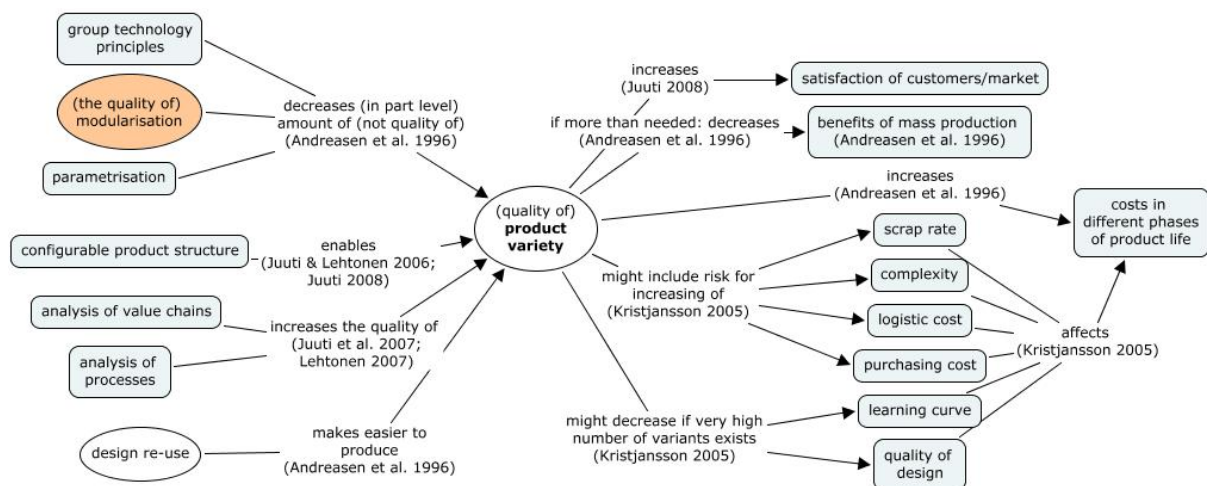 group technology
principles
(the quality of)
modularisation
parametrisation
decreases (in part level)
amount of (not quality of)
(Andreasen et al. 1996)
configurable product structure
enables
(Juuti & Lehtonen 2006;
Juuti 2008)
analysis of value chains
analysis of
processes
increases the quality of
(Juuti et al. 2007;
Lehtonen 2007)
design re-use
makes easier to
produce
(Andreasen et al. 1996)
(quality of)
product
variety
increases
(Juuti 2008)
satisfaction of customers/market
if more than needed: decreases
(Andreasen et al. 1996)
benefits of mass production
(Andreasen et al. 1996)
increases
(Andreasen et al. 1996)
costs in
different phases
of product life
might include risk for
increasing of
(Kristjansson 2005)
scrap rate
complexity
logistic cost
purchasing cost
might decrease if very high
number of variants exists
(Kristjansson 2005)
learning curve
quality of
design
affects
(Kristjansson 2005)